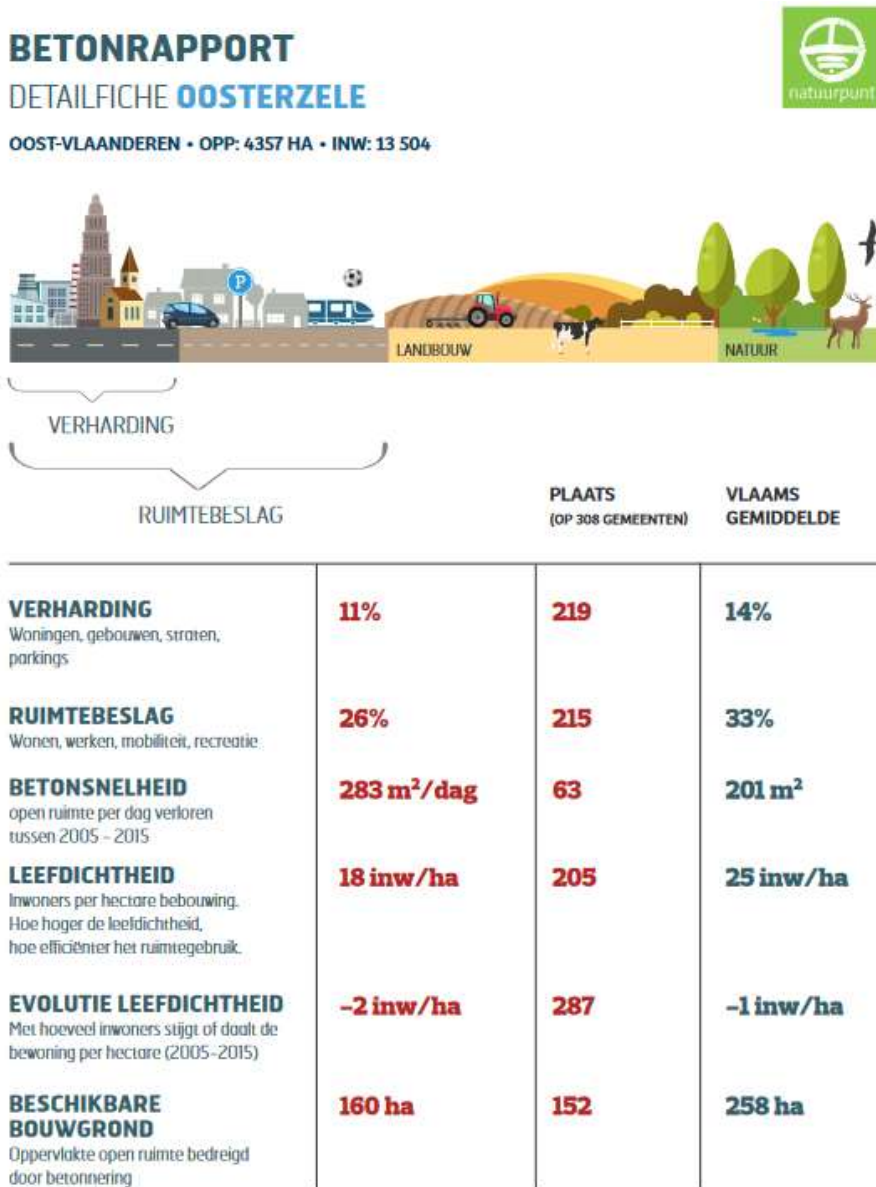 BETONRAPPORT
DETAILFICHE OOSTERZELE
natuurpunt
OOST-VLAANDEREN • OPP: 4357 HA • INW: 13 504
P
LANDBOUW
NATUUR
VERHARDING
RUIMTEBESLAG
PLAATS
(OP 308 GEMEENTEN)
VLAAMS
GEMIDDELDE
VERHARDING
Woningen, gebouwen, straten,
parkings
11%
219
14%
RUIMTEBESLAG
Wonen, werken, mobiliteit, recreatie
26%
215
33%
BETONSNELHEID
open ruimte per dag verloren
tussen 2005 - 2015
283 m²/dag
63
201 m²
LEEFDICHTHEID
Inwoners per hectare bebouwing.
Hoe hoger de leefdichtheid,
hoe efficiënter het ruimtegebruik.
18 inw/ha
205
25 inw/ha
EVOLUTIE LEEFDICHTHEID
Met hoeveel inwoners stijgt of daalt de
bewoning per hectare (2005-2015)
-2 inw/ha
287
-1 inw/ha
BESCHIKBARE
BOUWGROND
Oppervlakte open ruimte bedreigd
door betonnering
160 ha
152
258 ha